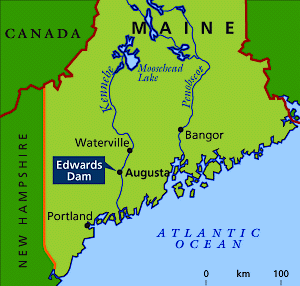 CANADA
MAINE
Moosehead
Lake
Kennebec
Penobscot
NEW HAMPSHIRE
Waterville
Bangor
Edwards
Dam
Augusta
Portland
ATLANTIC
OCEAN
0 km 100